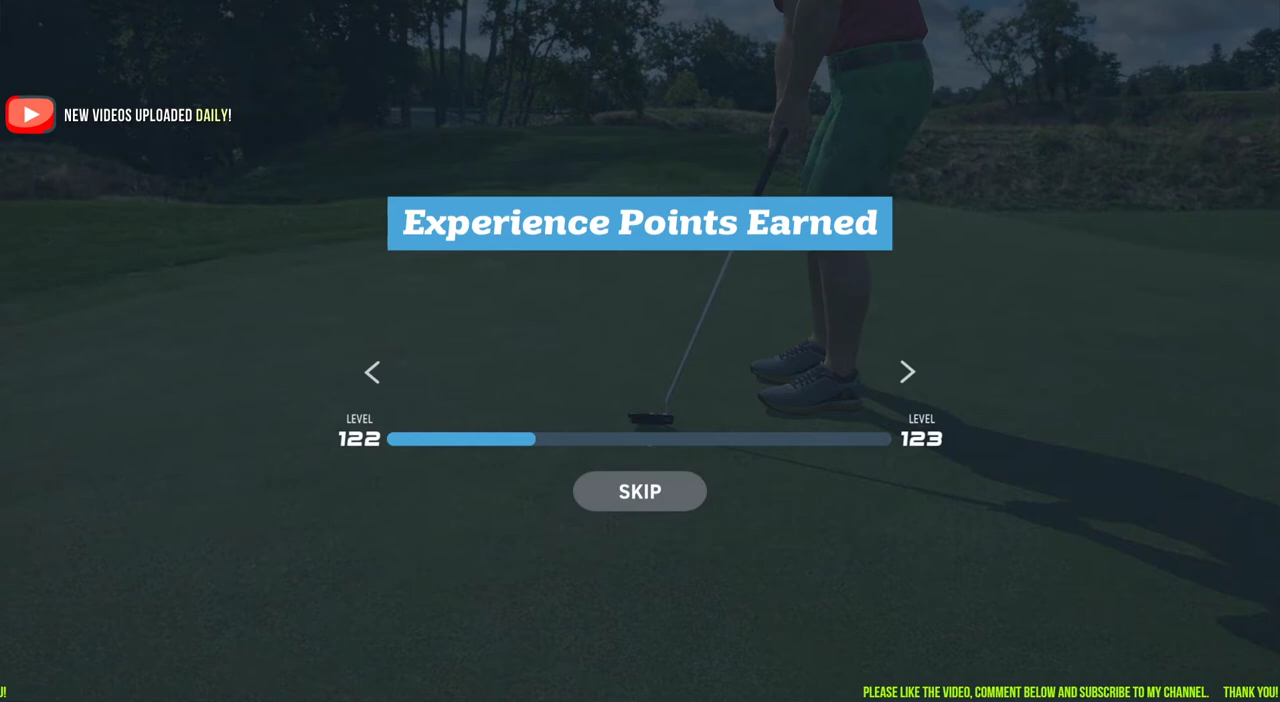 NEW VIDEOS UPLOADED DAILY!
Experience Points Earned
LEVEL
122
LEVEL
123
SKIP
U!
PLEASE LIKE THE VIDEO, COMMENT BELOW AND SUBSCRIBE TO MY CHANNEL. THANK YOU!